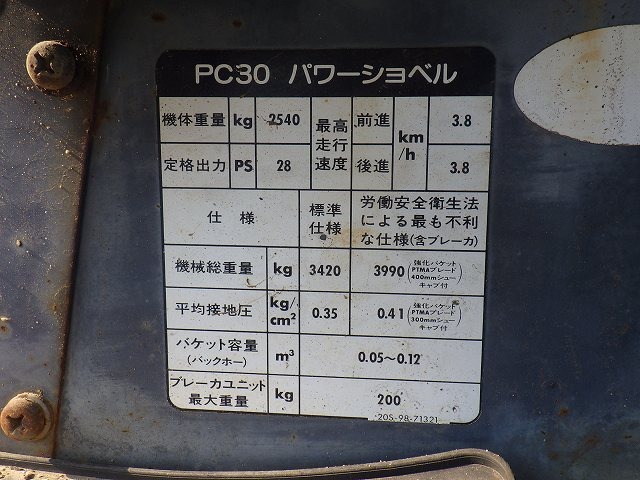 PC30 パワーショベル
機体重量 kg 2540 最高走行速度 前進 km/h 3.8
定格出力 PS 28 後進 3.8
仕様 標準仕様 労働安全衛生法
による最も不利
な仕様(含ブレーカ)
機械総重量 kg 3420 3990 (強化バケット
PTMAブレード
400mmシュー
キャブ付)
平均接地圧 kg/cm² 0.35 0.41 (強化バケット
PTMAブレード
300mmシュー
キャブ付)
バケット容量
(バックホー) m³ 0.05～0.12
ブレーカユニット
最大重量 kg 200
20S-98-71321